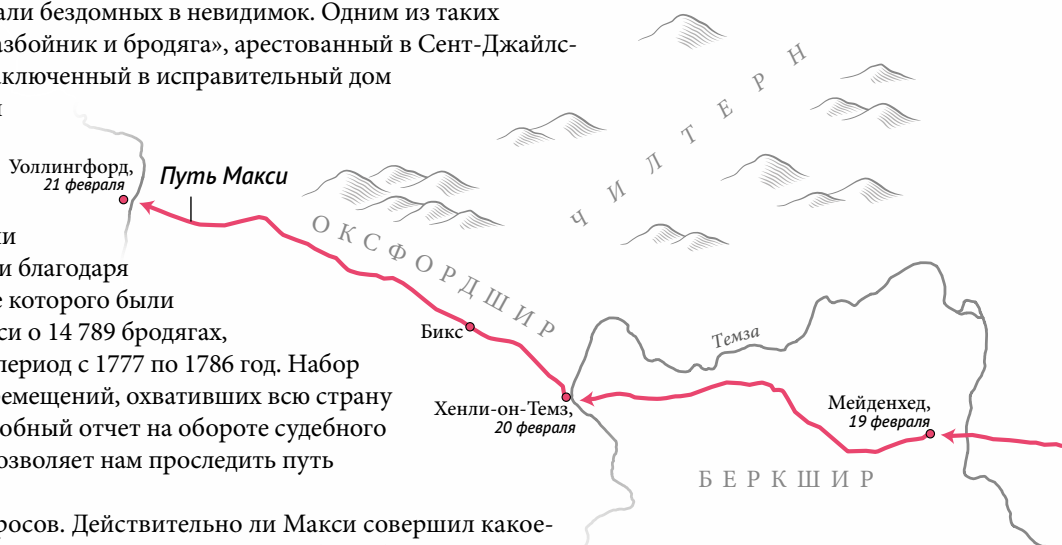 али бездомных в невидимок. Одним из таких
азбойник и бродяга», арестованный в Сент-Джайлс-
аключенный в исправительный дом
ни
и благодаря
е которого были
си о 14 789 бродягах,
период с 1777 по 1786 год. Набор
ремещений, охвативших всю страну
обный отчет на обороте судебного
озволяет нам проследить путь
росов. Действительно ли Макси совершил какое-
Уоллингфорд,
21 февраля
Путь Макси
ОКСФОРДШИР
ЧИЛТЕРН
Бикс
Хенли-он-Темз,
20 февраля
Темза
Мейденхед,
19 февраля
БЕРКШИР